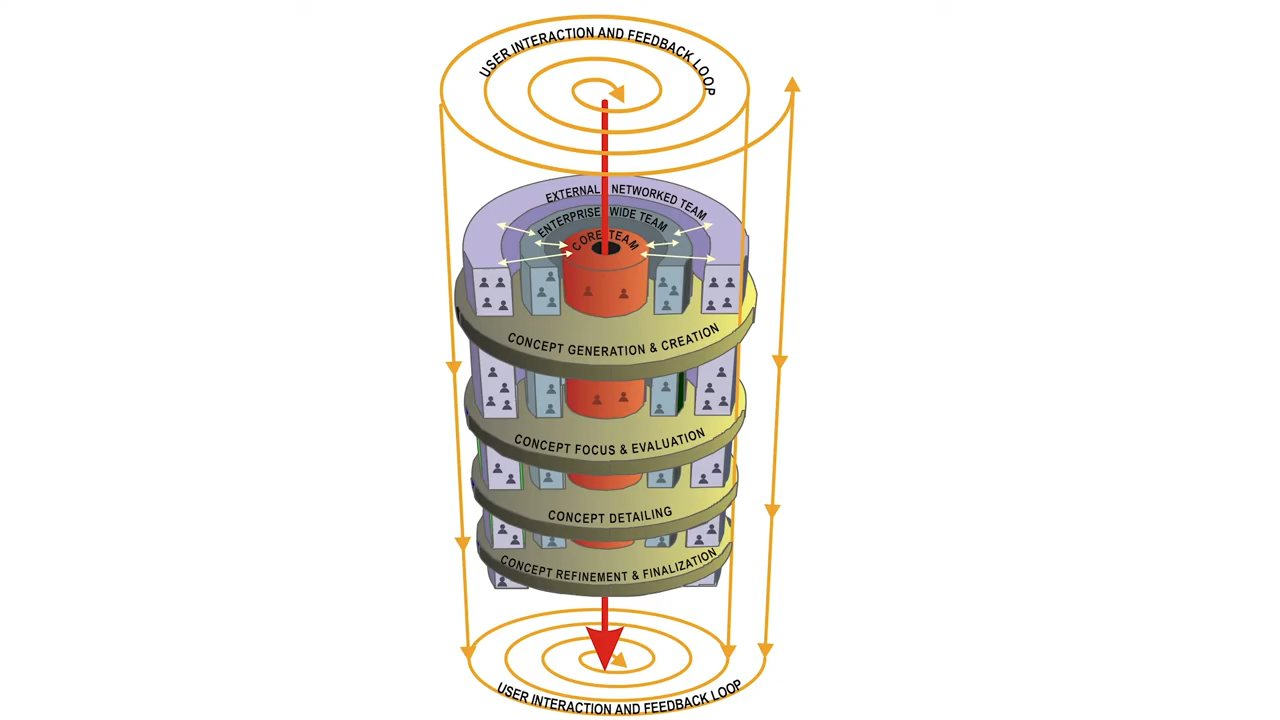 USER INTERACTION AND FEEDBACK LOOP
EXTERNAL NETWORKED TEAM
ENTERPRISE WIDE TEAM
CORE TEAM
CONCEPT GENERATION & CREATION
CONCEPT FOCUS & EVALUATION
CONCEPT DETAILING
CONCEPT REFINEMENT & FINALIZATION
USER INTERACTION AND FEEDBACK LOOP